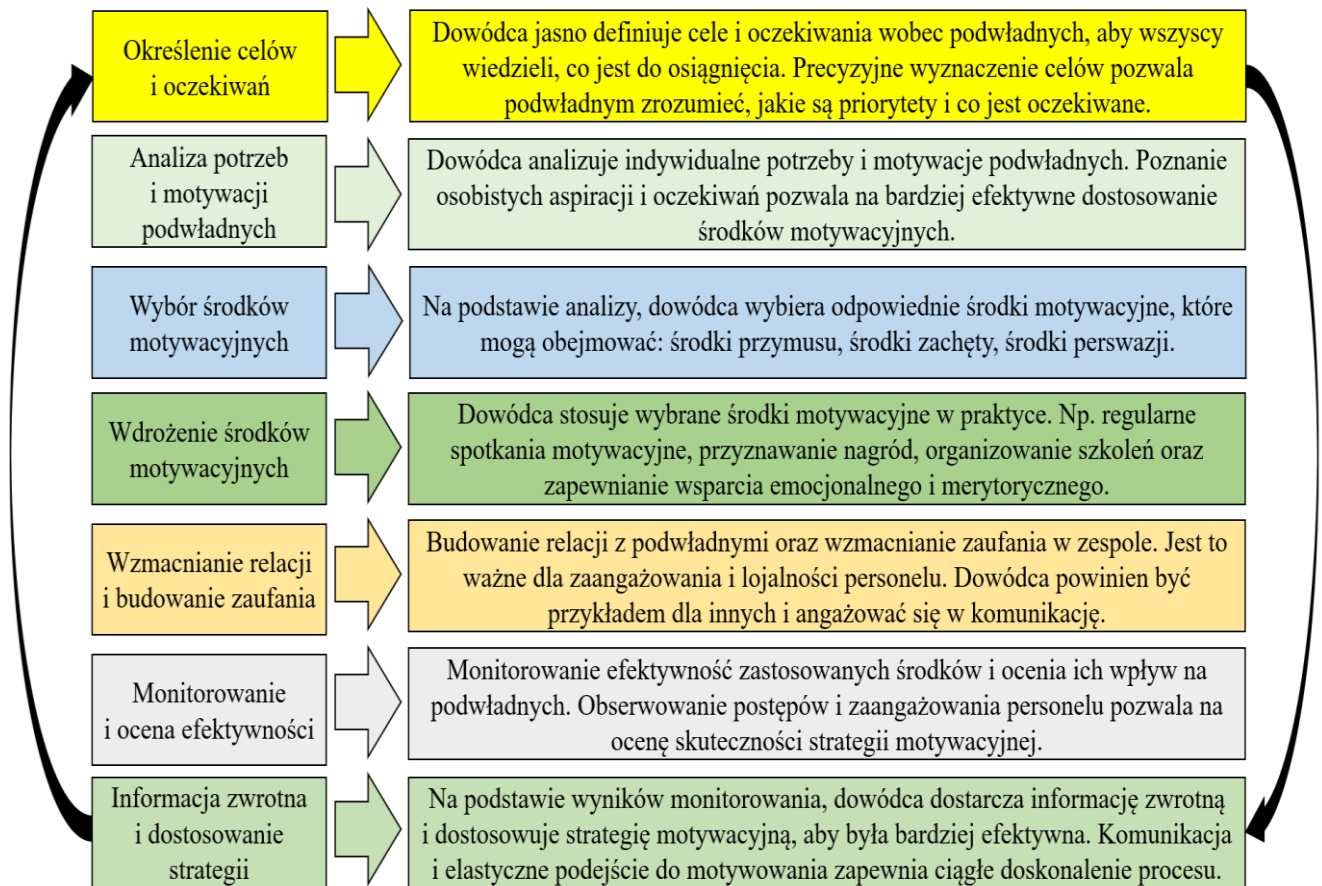 Określenie celów
i oczekiwań
Dowódca jasno definiuje cele i oczekiwania wobec podwładnych, aby wszyscy
wiedzieli, co jest do osiągnięcia. Precyzyjne wyznaczenie celów pozwala
podwładnym zrozumieć, jakie są priorytety i co jest oczekiwane.
Analiza potrzeb
i motywacji
podwładnych
Dowódca analizuje indywidualne potrzeby i motywacje podwładnych. Poznanie
osobistych aspiracji i oczekiwań pozwala na bardziej efektywne dostosowanie
środków motywacyjnych.
Wybór środków
motywacyjnych
Na podstawie analizy, dowódca wybiera odpowiednie środki motywacyjne, które
mogą obejmować: środki przymusu, środki zachęty, środki perswazji.
Wdrożenie środków
motywacyjnych
Dowódca stosuje wybrane środki motywacyjne w praktyce. Np. regularne
spotkania motywacyjne, przyznawanie nagród, organizowanie szkoleń oraz
zapewnianie wsparcia emocjonalnego i merytorycznego.
Wzmacnianie relacji
i budowanie zaufania
Budowanie relacji z podwładnymi oraz wzmacnianie zaufania w zespole. Jest to
ważne dla zaangażowania i lojalności personelu. Dowódca powinien być
przykładem dla innych i angażować się w komunikację.
Monitorowanie
i ocena efektywności
Monitorowanie efektywność zastosowanych środków i ocenia ich wpływ na
podwładnych. Obserwowanie postępów i zaangażowania personelu pozwala na
ocenę skuteczności strategii motywacyjnej.
Informacja zwrotna
i dostosowanie
strategii
Na podstawie wyników monitorowania, dowódca dostarcza informację zwrotną
i dostosowuje strategię motywacyjną, aby była bardziej efektywna. Komunikacja
i elastyczne podejście do motywowania zapewnia ciągłe doskonalenie procesu.